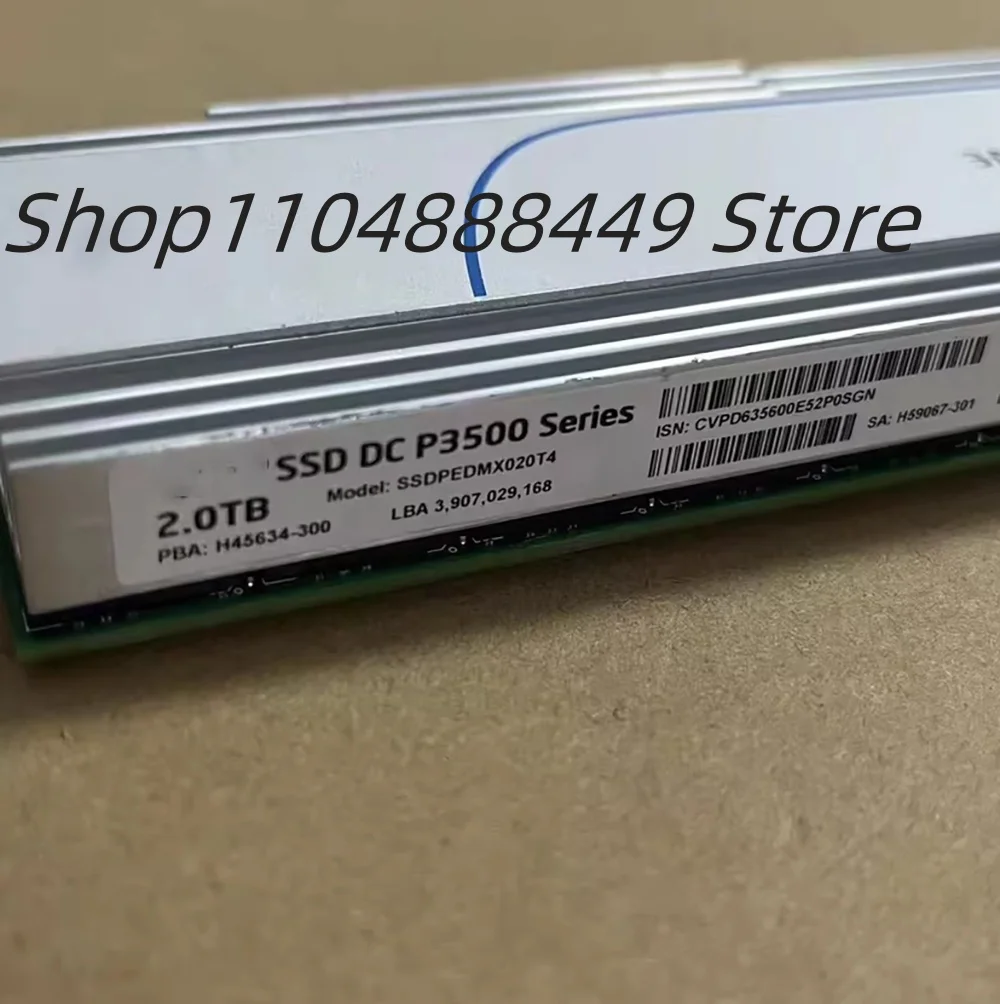 Shop1104888449 Store
SSD DC P3500 Series
2.0TB
Model: SSDPEDMX020T4
PBA: H45634-300
LBA 3,907,029,168
ISN: CVPD635600E52P0SGN
SA: H59067-301